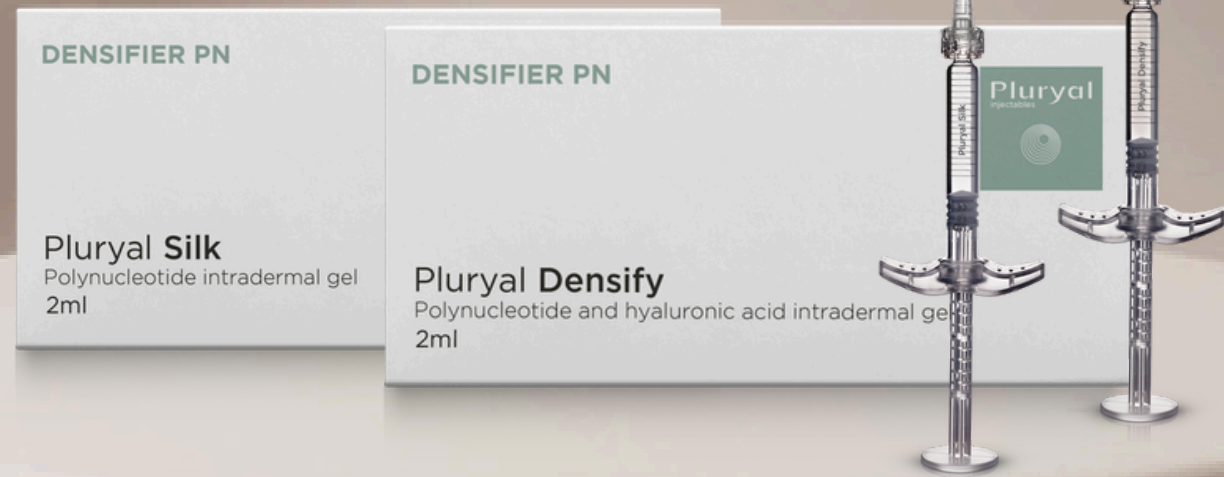 DENSIFIER PN
Pluryal Silk
Polynucleotide intradermal gel
2ml
DENSIFIER PN
Pluryal Densify
Polynucleotide and hyaluronic acid intradermal ge
2ml
Pluryal Silk
Pluryal
injectables
Pluryal Densify